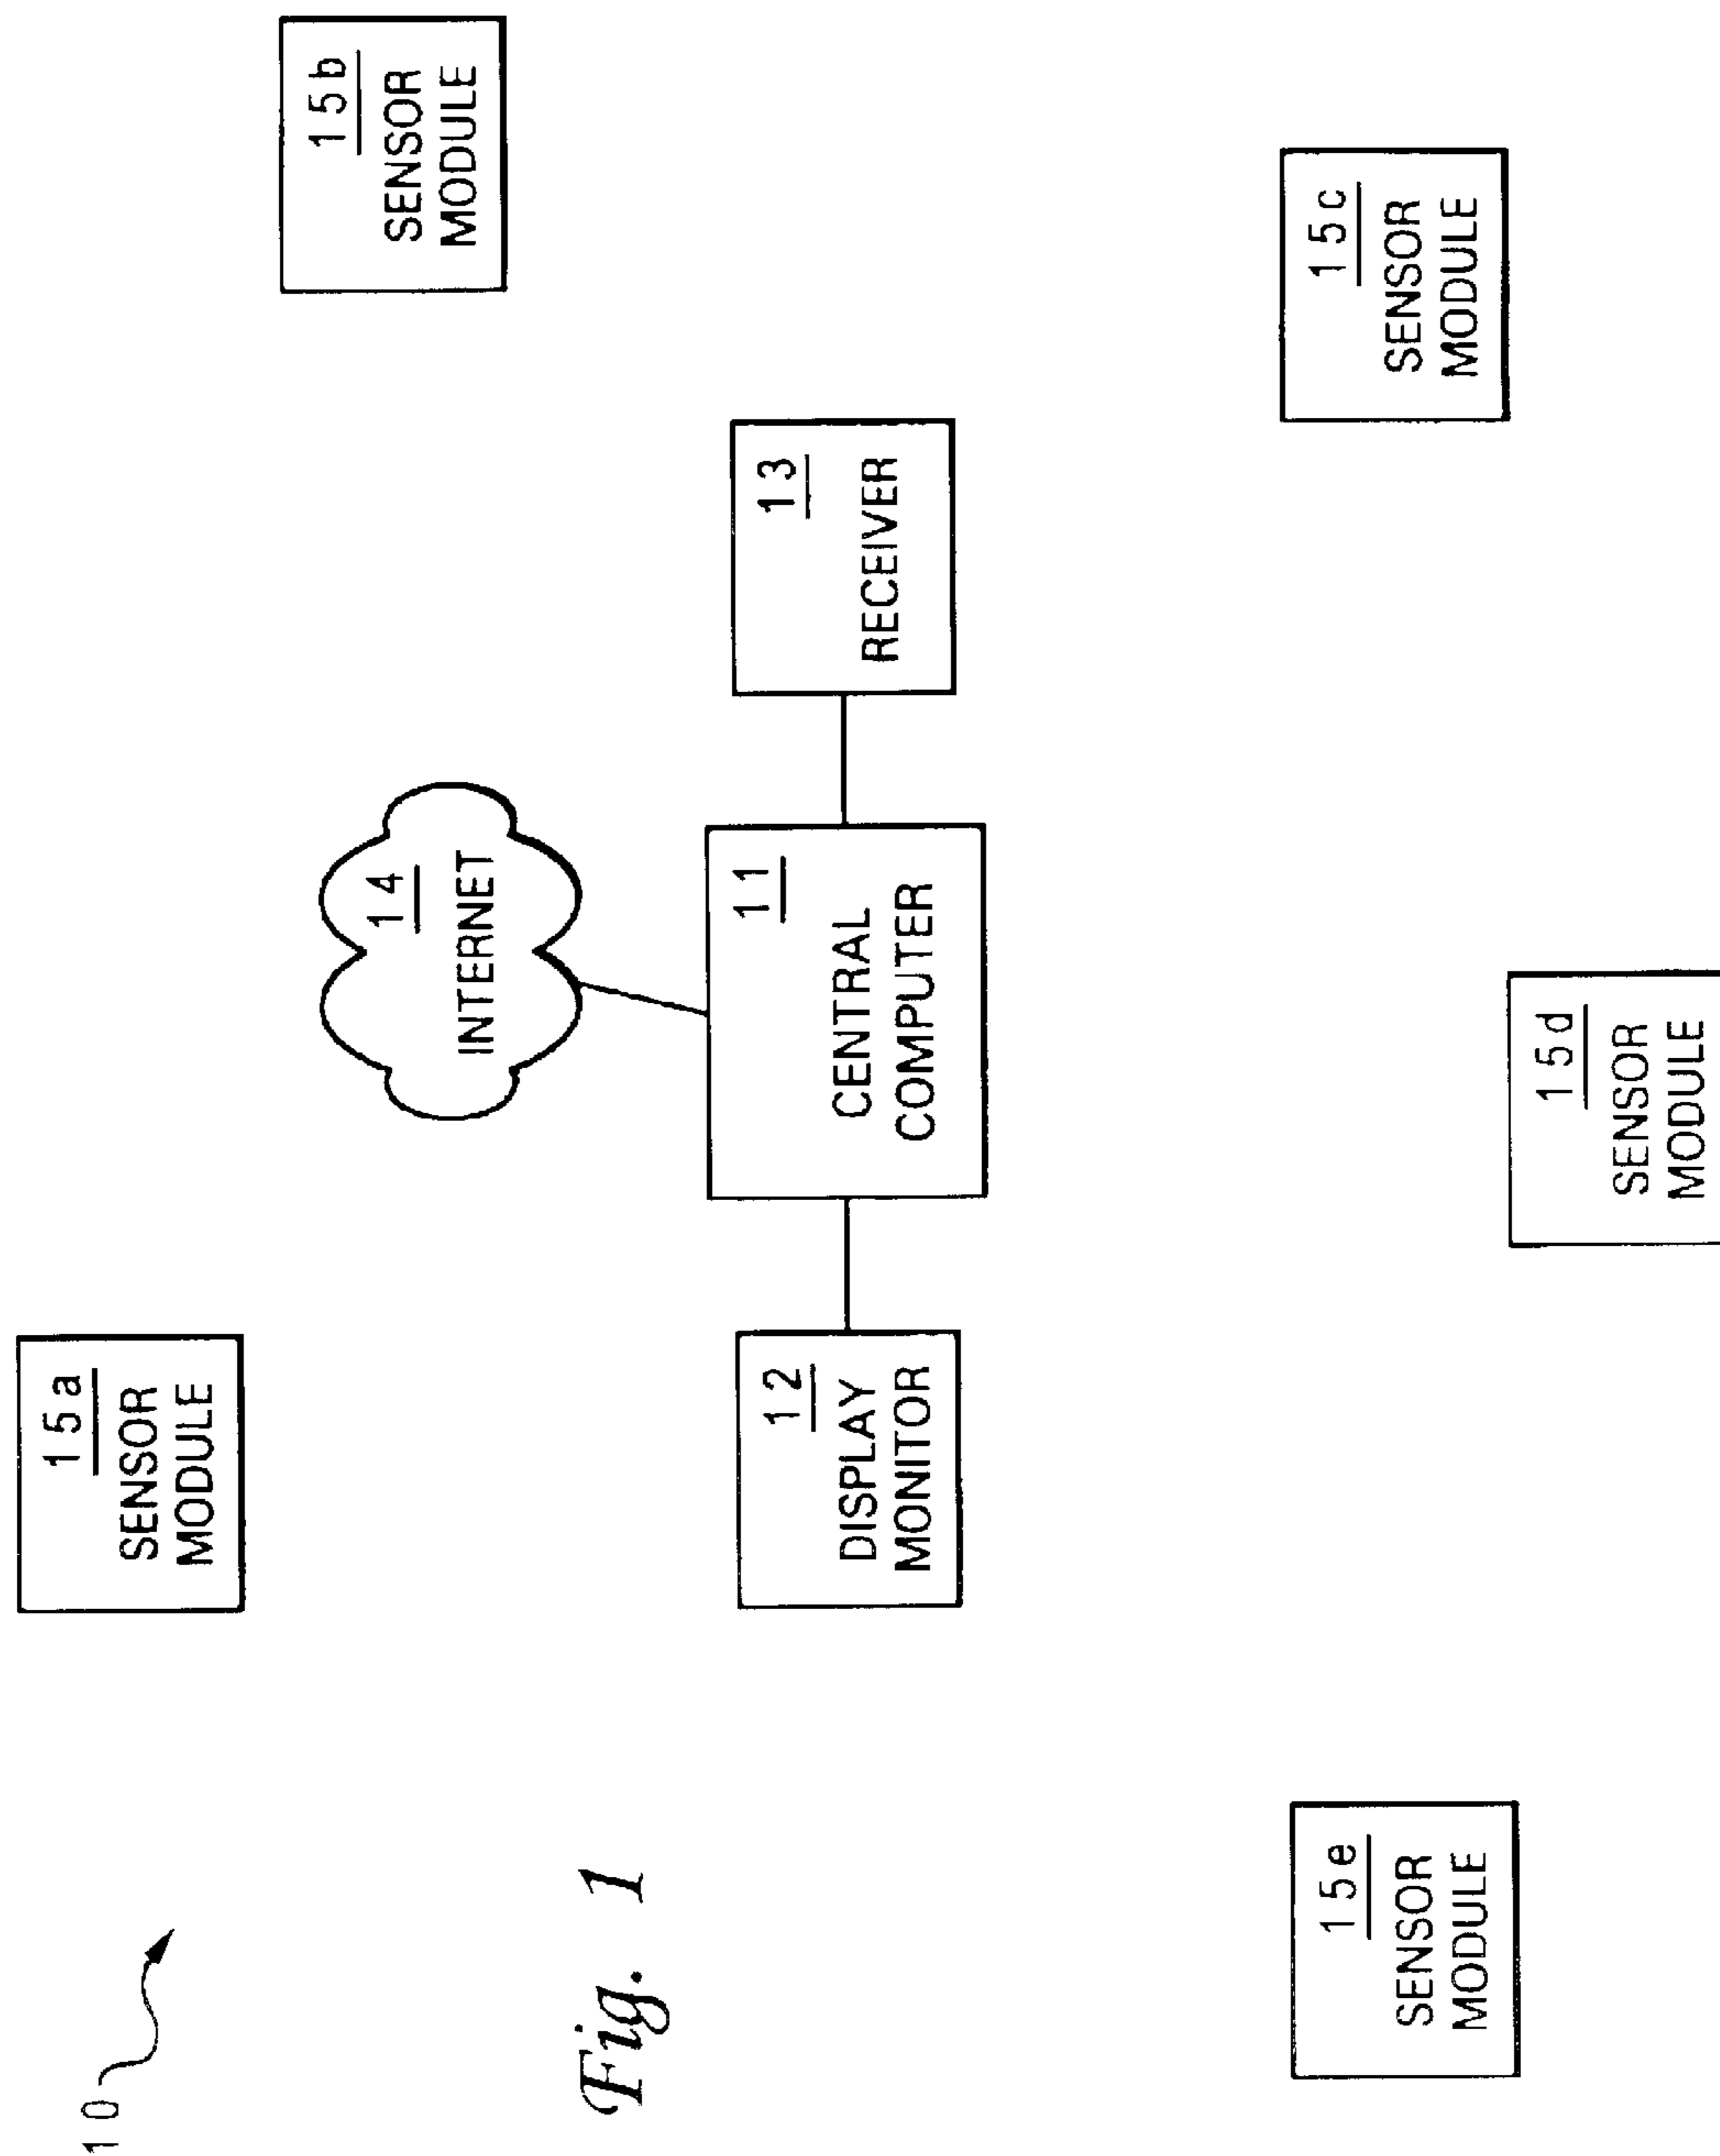 10
15a
SENSOR
MODULE
15b
SENSOR
MODULE
14
INTERNET
12
DISPLAY
MONITOR
11
CENTRAL
COMPUTER
13
RECEIVER
15e
SENSOR
MODULE
15d
SENSOR
MODULE
15c
SENSOR
MODULE
Fig. 1